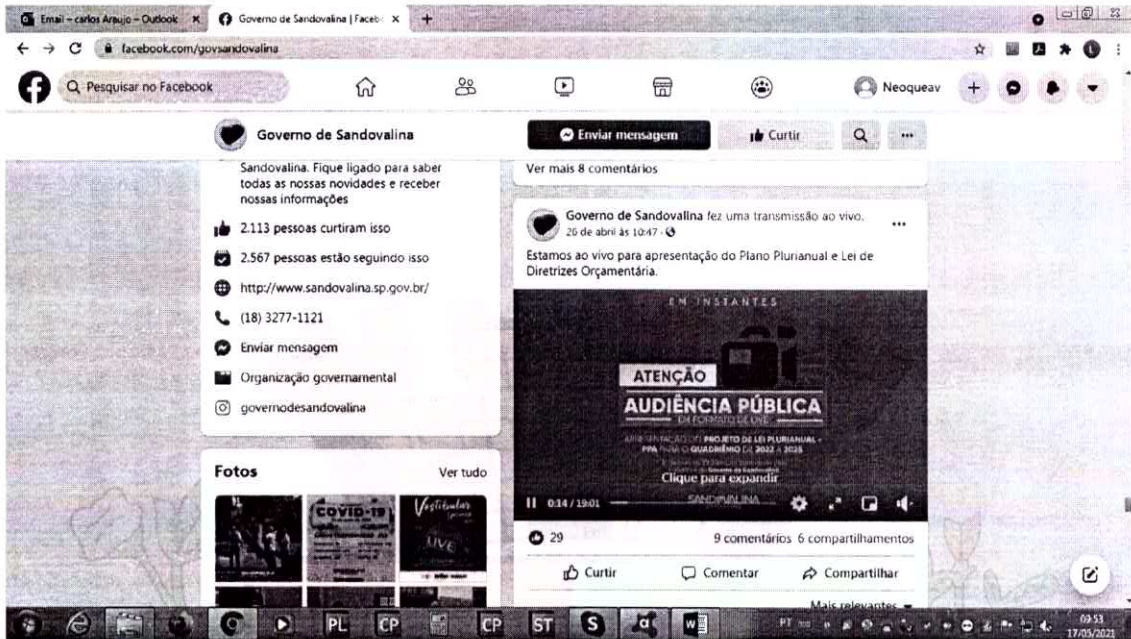 Email – carlos Araujo – Outlook
Governo de Sandovalina | Faceb
facebook.com/govsandovalina
Pesquisar no Facebook
Neoqueav
Governo de Sandovalina
Enviar mensagem
Curtir
Sandovalina. Fique ligado para saber
todas as nossas novidades e receber
nossas informações
2.113 pessoas curtiram isso
2.567 pessoas estão seguindo isso
http://www.sandovalina.sp.gov.br/
(18) 3277-1121
Enviar mensagem
Organização governamental
governodesandovalina
Fotos
Ver tudo
COVID-19
Vestibular
LIVE
Ver mais 8 comentários
Governo de Sandovalina fez uma transmissão ao vivo.
26 de abril às 10:47
Estamos ao vivo para apresentação do Plano Plurianual e Lei de
Diretrizes Orçamentária.
EM INSTANTES
ATENÇÃO
AUDIÊNCIA PÚBLICA
EM FORMATO DE LIVE
APRESENTAÇÃO DO PROJETO DE LEI PLURIANUAL -
PPA PARA O QUADRIÊNIO DE 2022 A 2025
Clique para expandir
SANDOVALINA
0:14 / 19:01
29
9 comentários 6 compartilhamentos
Curtir
Comentar
Compartilhar
Mais relevantes
PL
CP
CP
ST
S
W
PT
09:53
17/05/2021